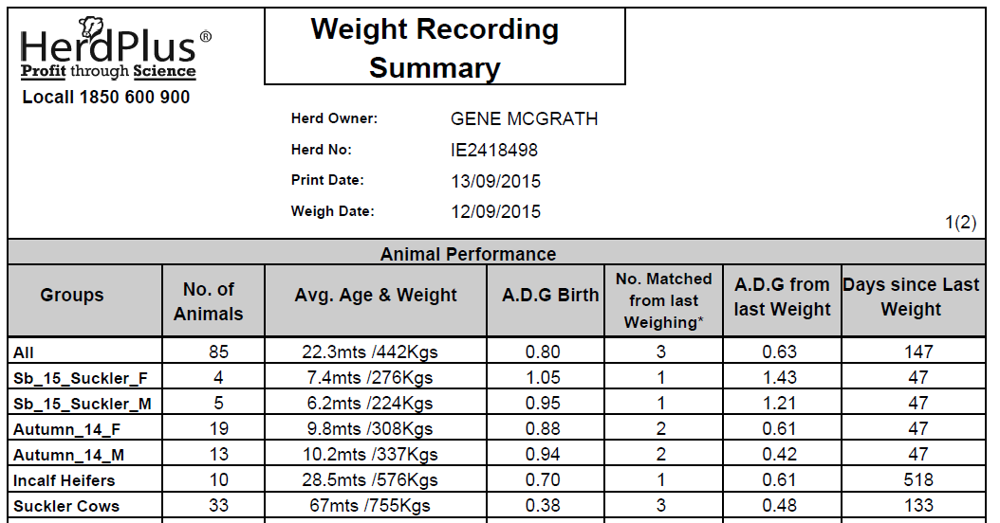 HerdPlus®
Profit through Science
Locall 1850 600 900
Weight Recording
Summary
Herd Owner: GENE MCGRATH
Herd No: IE2418498
Print Date: 13/09/2015
Weigh Date: 12/09/2015
1(2)
Animal Performance
Groups No. of Animals Avg. Age & Weight A.D.G Birth No. Matched from last Weighing* A.D.G from last Weight Days since Last Weight
All 85 22.3mts /442Kgs 0.80 3 0.63 147
Sb_15_Suckler_F 4 7.4mts /276Kgs 1.05 1 1.43 47
Sb_15_Suckler_M 5 6.2mts /224Kgs 0.95 1 1.21 47
Autumn_14_F 19 9.8mts /308Kgs 0.88 2 0.61 47
Autumn_14_M 13 10.2mts /337Kgs 0.94 2 0.42 47
Incalf Heifers 10 28.5mts /576Kgs 0.70 1 0.61 518
Suckler Cows 33 67mts /755Kgs 0.38 3 0.48 133